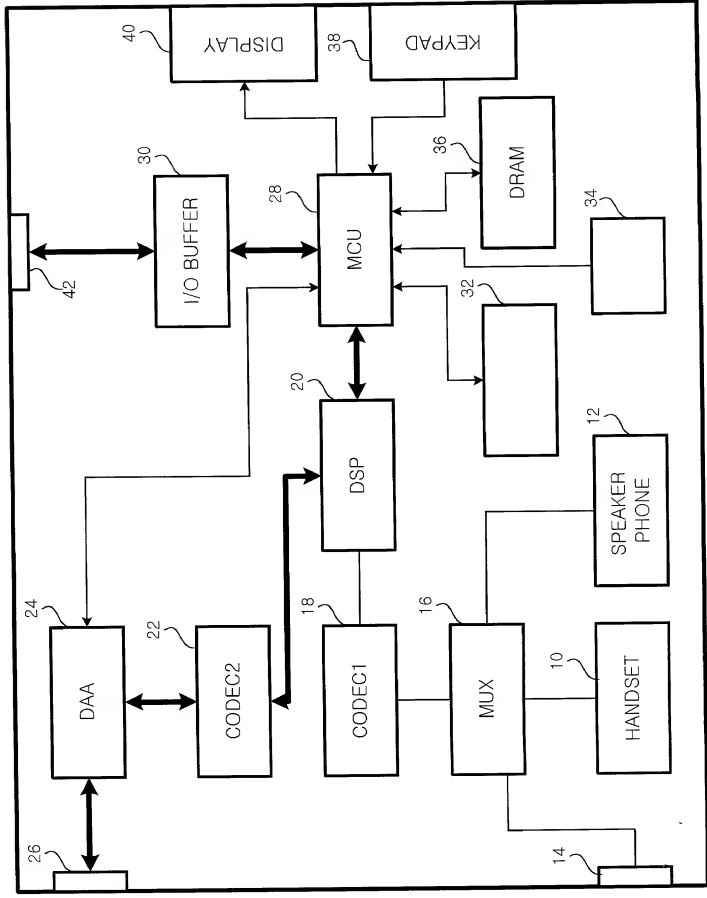 26
24
DAA
22
CODEC2
42
30
I/O BUFFER
40
DISPLAY
38
KEYPAD
28
MCU
20
DSP
18
CODEC1
16
MUX
36
DRAM
32
34
14
10
HANDSET
12
SPEAKER
PHONE